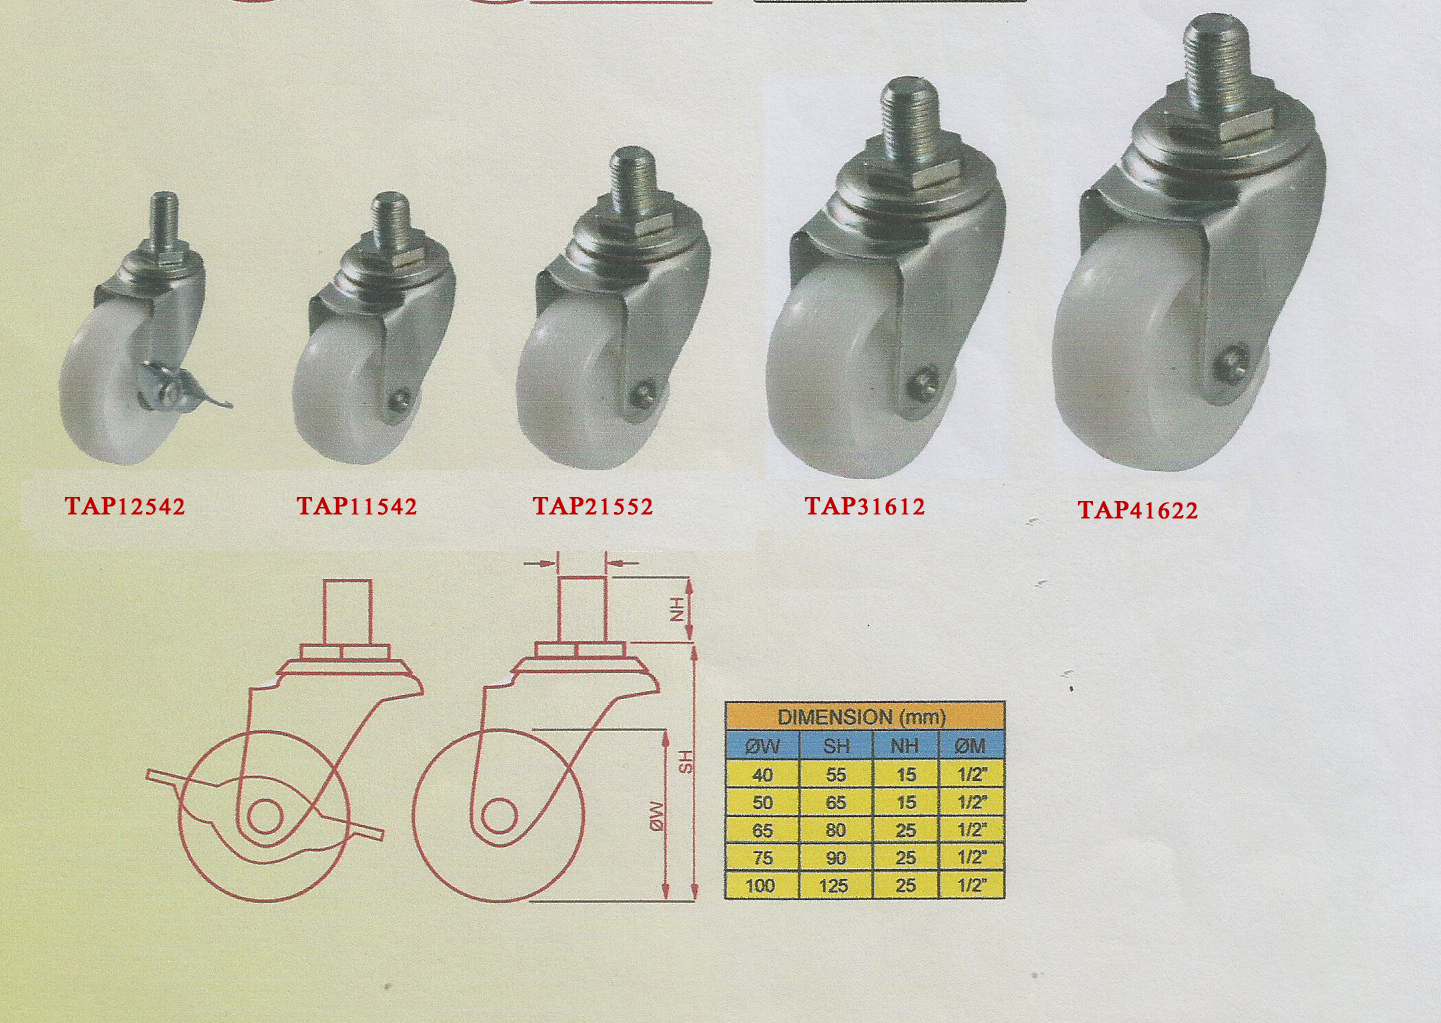 TAP12542
TAP11542
TAP21552
TAP31612
TAP41622
NH
SH
ØW
DIMENSION (mm)
ØW SH NH ØM
40 55 15 1/2"
50 65 15 1/2"
65 80 25 1/2"
75 90 25 1/2"
100 125 25 1/2"